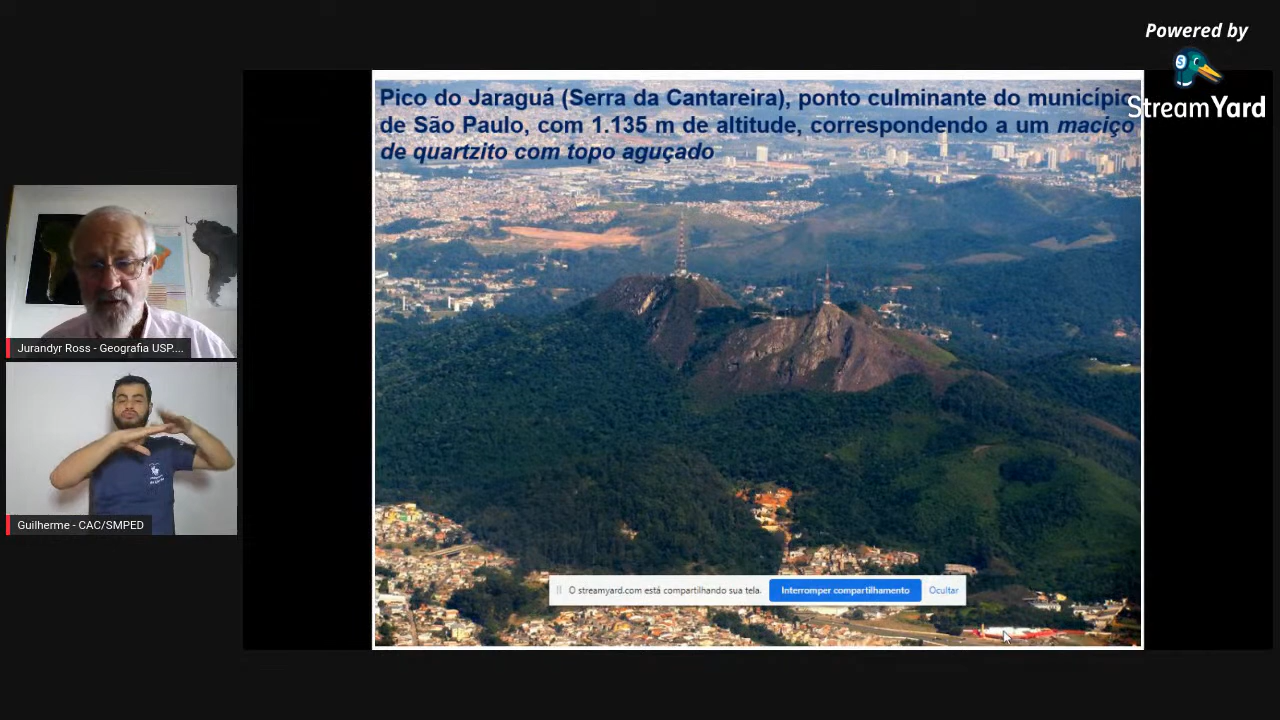 Powered by
StreamYard
Pico do Jaraguá (Serra da Cantareira), ponto culminante do município
de São Paulo, com 1.135 m de altitude, correspondendo a um maciço
de quartzito com topo aguçado
Jurandyr Ross - Geografia USP....
Guilherme - CAC/SMPED
O streamyard.com está compartilhando sua tela.
Interromper compartilhamento
Ocultar